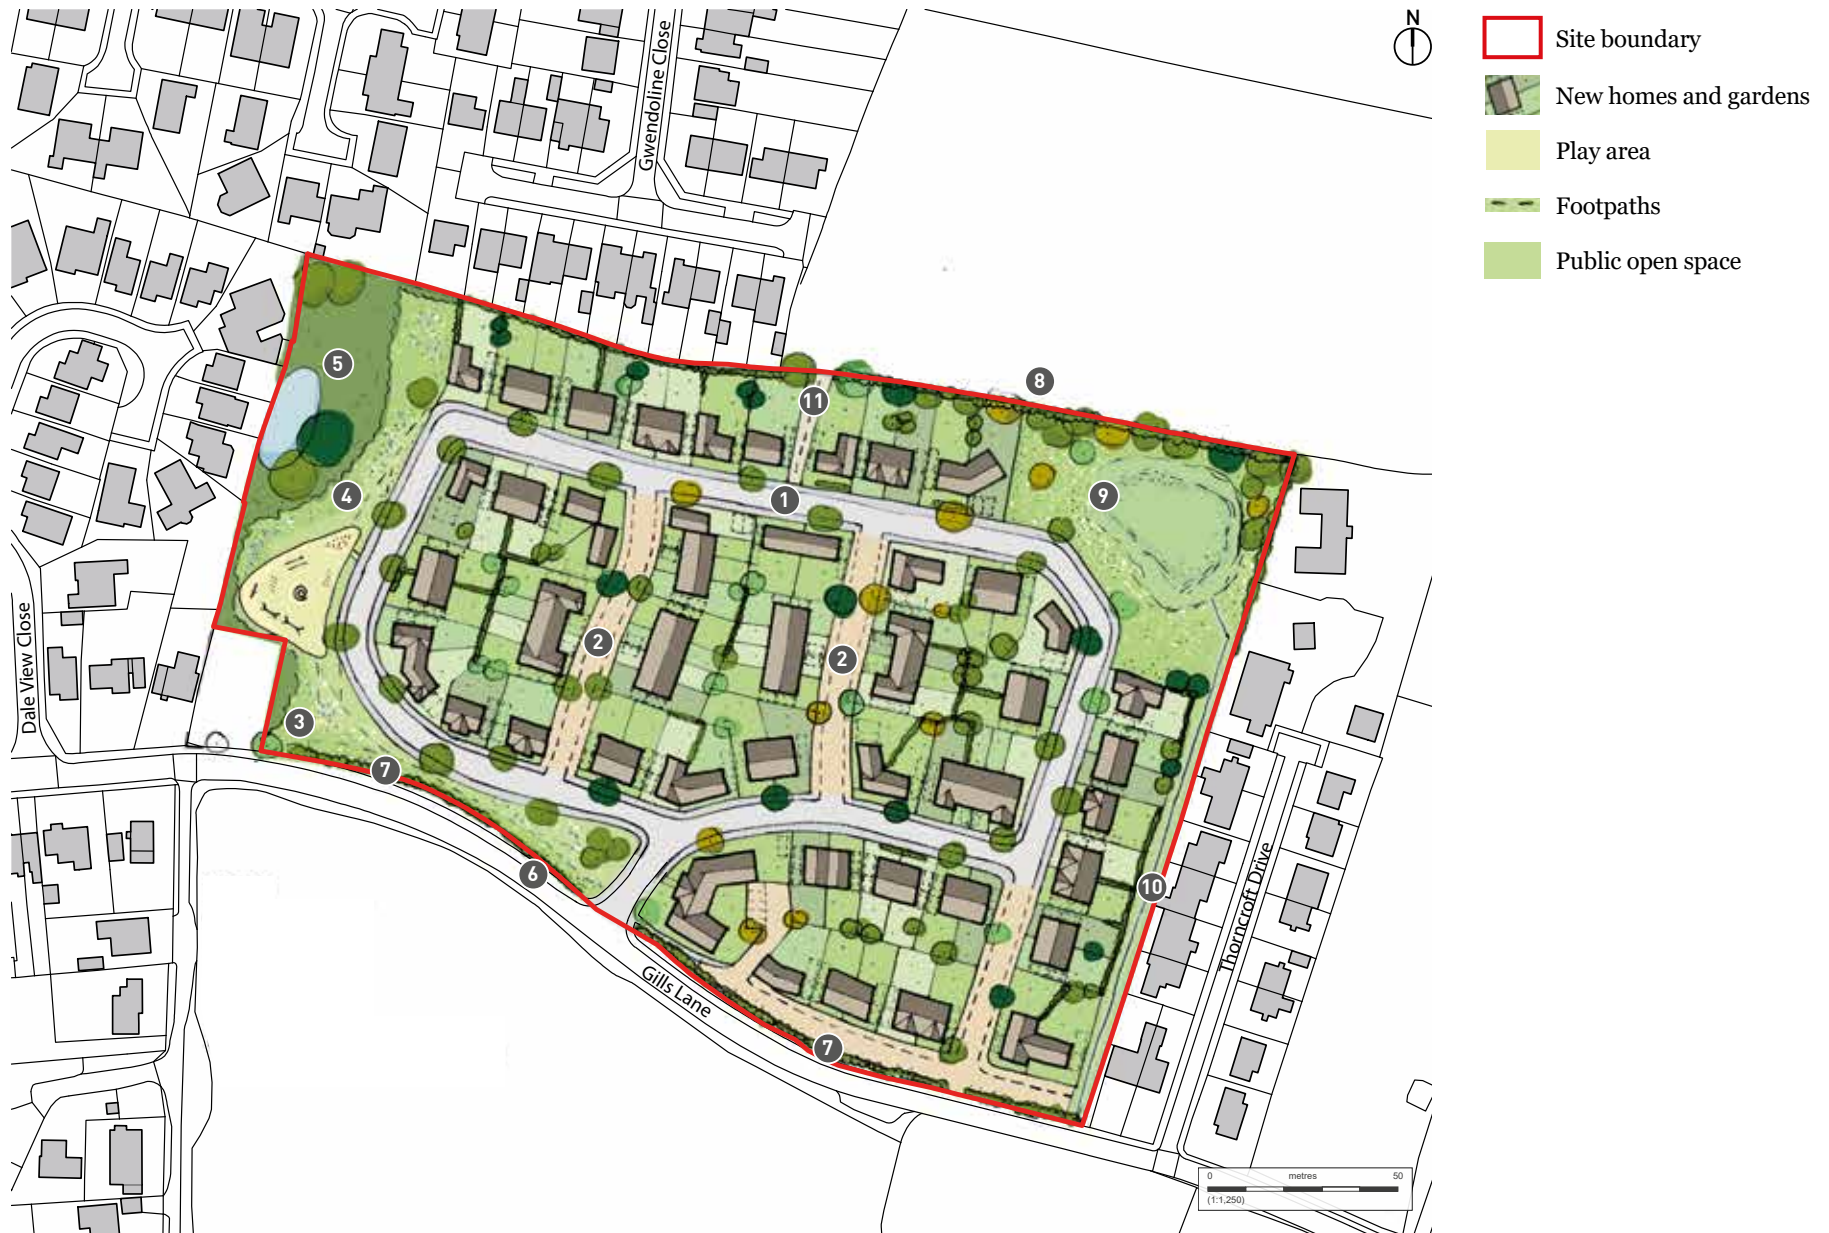 Gwendoline Close
N
Site boundary
New homes and gardens
Play area
Footpaths
Public open space
5
8
11
4
1
9
2
2
Dale View Close
3
7
6
10
Thorncroft Drive
Gills Lane
7
0 metres 50
(1:1,250)